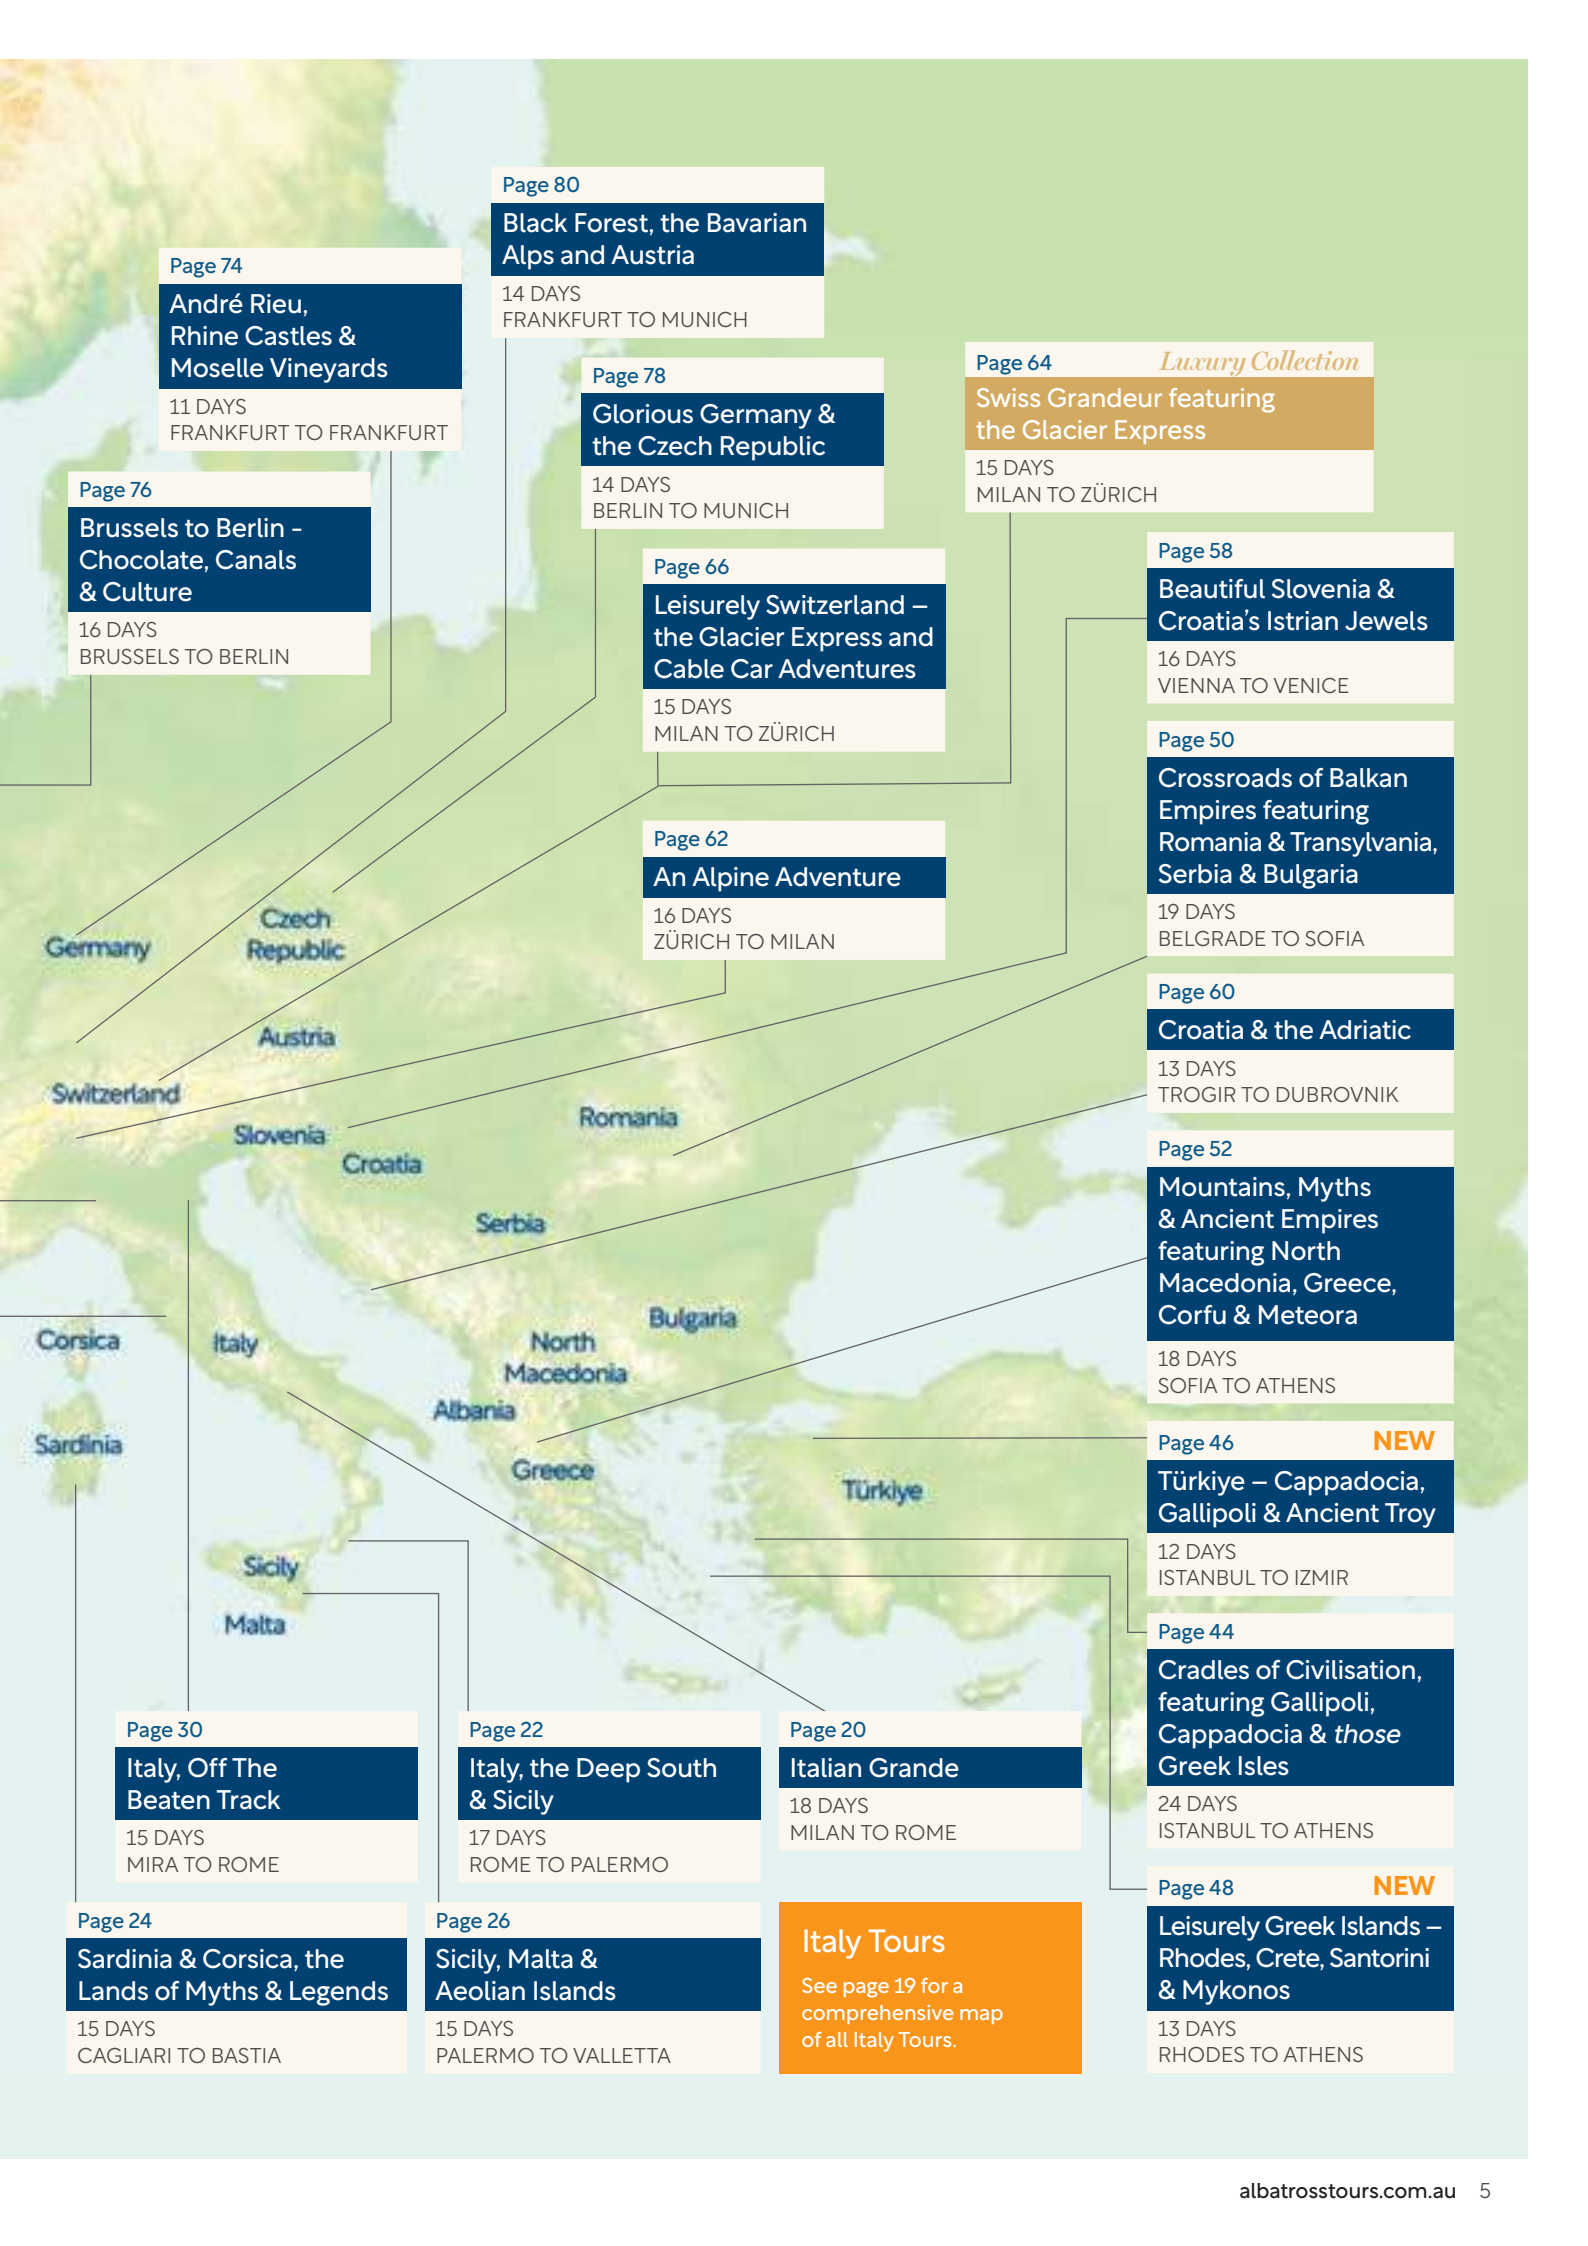 Page 80
Black Forest, the Bavarian
Alps and Austria
14 DAYS
FRANKFURT TO MUNICH
Page 74
André Rieu,
Rhine Castles &
Moselle Vineyards
11 DAYS
FRANKFURT TO FRANKFURT
Page 78
Glorious Germany &
the Czech Republic
14 DAYS
BERLIN TO MUNICH
Page 64 Luxury Collection
Swiss Grandeur featuring
the Glacier Express
15 DAYS
MILAN TO ZÜRICH
Page 76
Brussels to Berlin -
Chocolate, Canals
& Culture
16 DAYS
BRUSSELS TO BERLIN
Page 66
Leisurely Switzerland –
the Glacier Express and
Cable Car Adventures
15 DAYS
MILAN TO ZÜRICH
Page 58
Beautiful Slovenia &
Croatia's Istrian Jewels
16 DAYS
VIENNA TO VENICE
Page 50
Crossroads of Balkan
Empires featuring
Romania & Transylvania,
Serbia & Bulgaria
19 DAYS
BELGRADE TO SOFIA
Page 62
An Alpine Adventure
16 DAYS
ZÜRICH TO MILAN
Page 60
Croatia & the Adriatic
13 DAYS
TROGIR TO DUBROVNIK
Page 52
Mountains, Myths
& Ancient Empires
featuring North
Macedonia, Greece,
Corfu & Meteora
18 DAYS
SOFIA TO ATHENS
Germany
Czech
Republic
Austria
Switzerland
Slovenia
Croatia
Romania
Serbia
Bulgaria
North
Macedonia
Albania
Greece
Corsica
Italy
Sardinia
Türkiye
Sicily
Malta
Page 46 NEW
Türkiye – Cappadocia,
Gallipoli & Ancient Troy
12 DAYS
ISTANBUL TO IZMIR
Page 44
Cradles of Civilisation,
featuring Gallipoli,
Cappadocia & those
Greek Isles
24 DAYS
ISTANBUL TO ATHENS
Page 48 NEW
Leisurely Greek Islands –
Rhodes, Crete, Santorini
& Mykonos
13 DAYS
RHODES TO ATHENS
Page 30
Italy, Off The
Beaten Track
15 DAYS
MIRA TO ROME
Page 22
Italy, the Deep South
& Sicily
17 DAYS
ROME TO PALERMO
Page 20
Italian Grande
18 DAYS
MILAN TO ROME
Page 24
Sardinia & Corsica, the
Lands of Myths & Legends
15 DAYS
CAGLIARI TO BASTIA
Page 26
Sicily, Malta &
Aeolian Islands
15 DAYS
PALERMO TO VALLETTA
Italy Tours
See page 19 for a
comprehensive map
of all Italy Tours.
albatrosstours.com.au 5